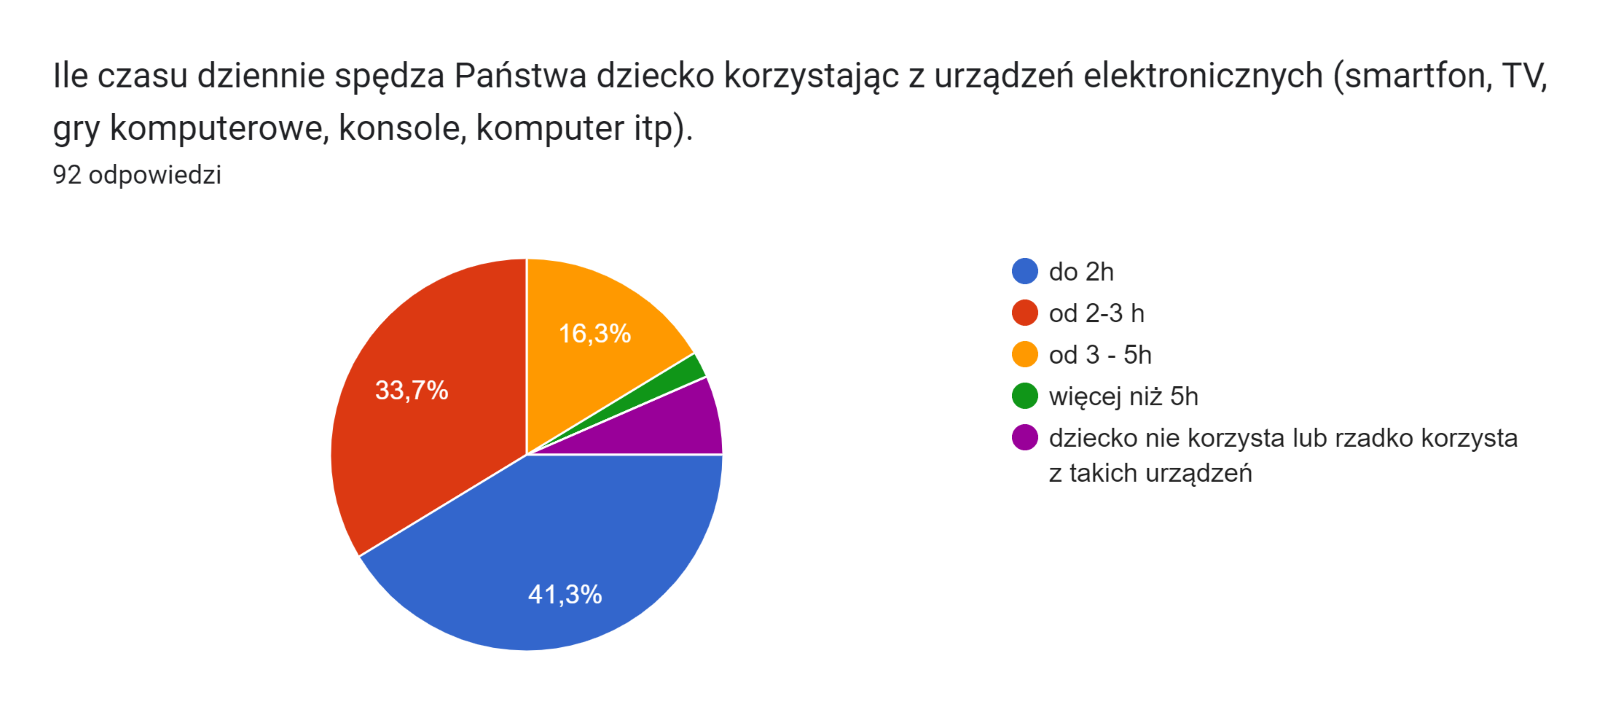 Ile czasu dziennie spędza Państwa dziecko korzystając z urządzeń elektronicznych (smartfon, TV,
gry komputerowe, konsole, komputer itp).
92 odpowiedzi
16,3%
33,7%
41,3%
do 2h
od 2-3 h
od 3 - 5h
więcej niż 5h
dziecko nie korzysta lub rzadko korzysta
z takich urządzeń